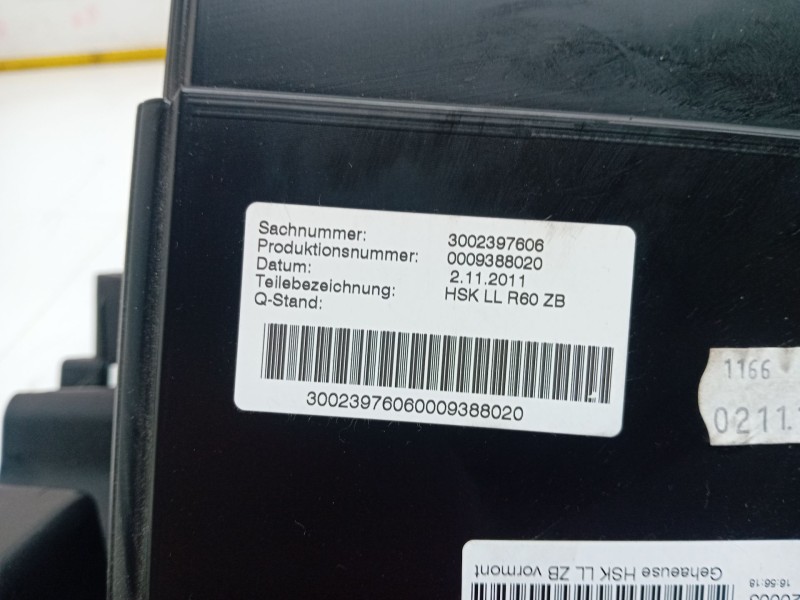 Sachnummer: 3002397606
Produktionsnummer: 0009388020
Datum: 2.11.2011
Teilebezeichnung: HSK LL R60 ZB
Q-Stand:
30023976060009388020
1166
0211.
Gehaeuse HSK LL ZB vormont
16:56:18